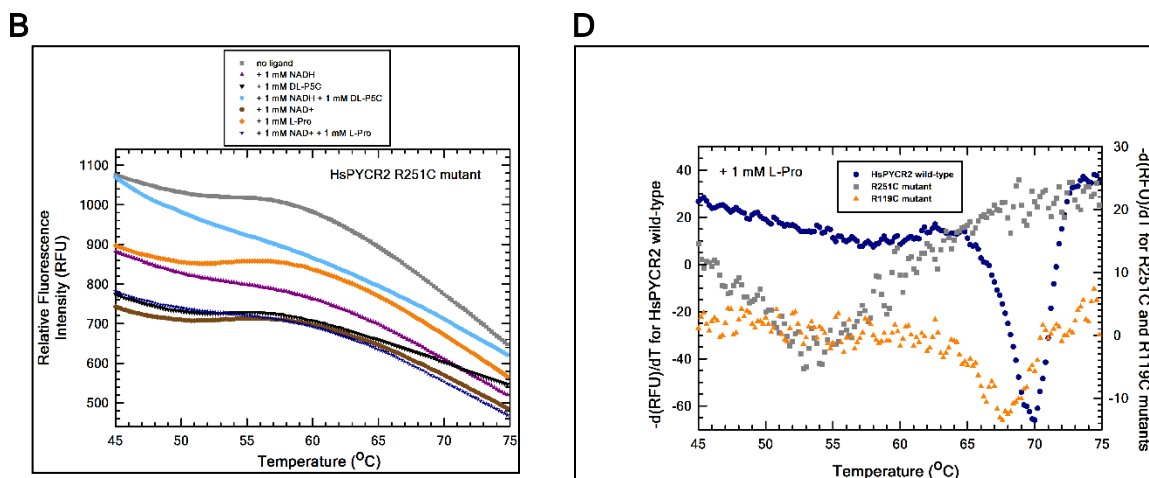 B
no ligand
+ 1 mM NADH
+ 1 mM DL-P5C
+ 1 mM NADH + 1 mM DL-P5C
+ 1 mM NAD+
+ 1 mM L-Pro
+ 1 mM NAD+ + 1 mM L-Pro
HsPYCR2 R251C mutant
Relative Fluorescence
Intensity (RFU)
1100
1000
900
800
700
600
500
45 50 55 60 65 70 75
Temperature (ºC)
D
+ 1 mM L-Pro
HsPYCR2 wild-type
R251C mutant
R119C mutant
-d(RFU)/dT for HsPYCR2 wild-type
40
20
0
-20
-40
-60
30
20
10
0
-10
-d(RFU)/dT for R251C and R119C mutants
45 50 55 60 65 70 75
Temperature (ºC)